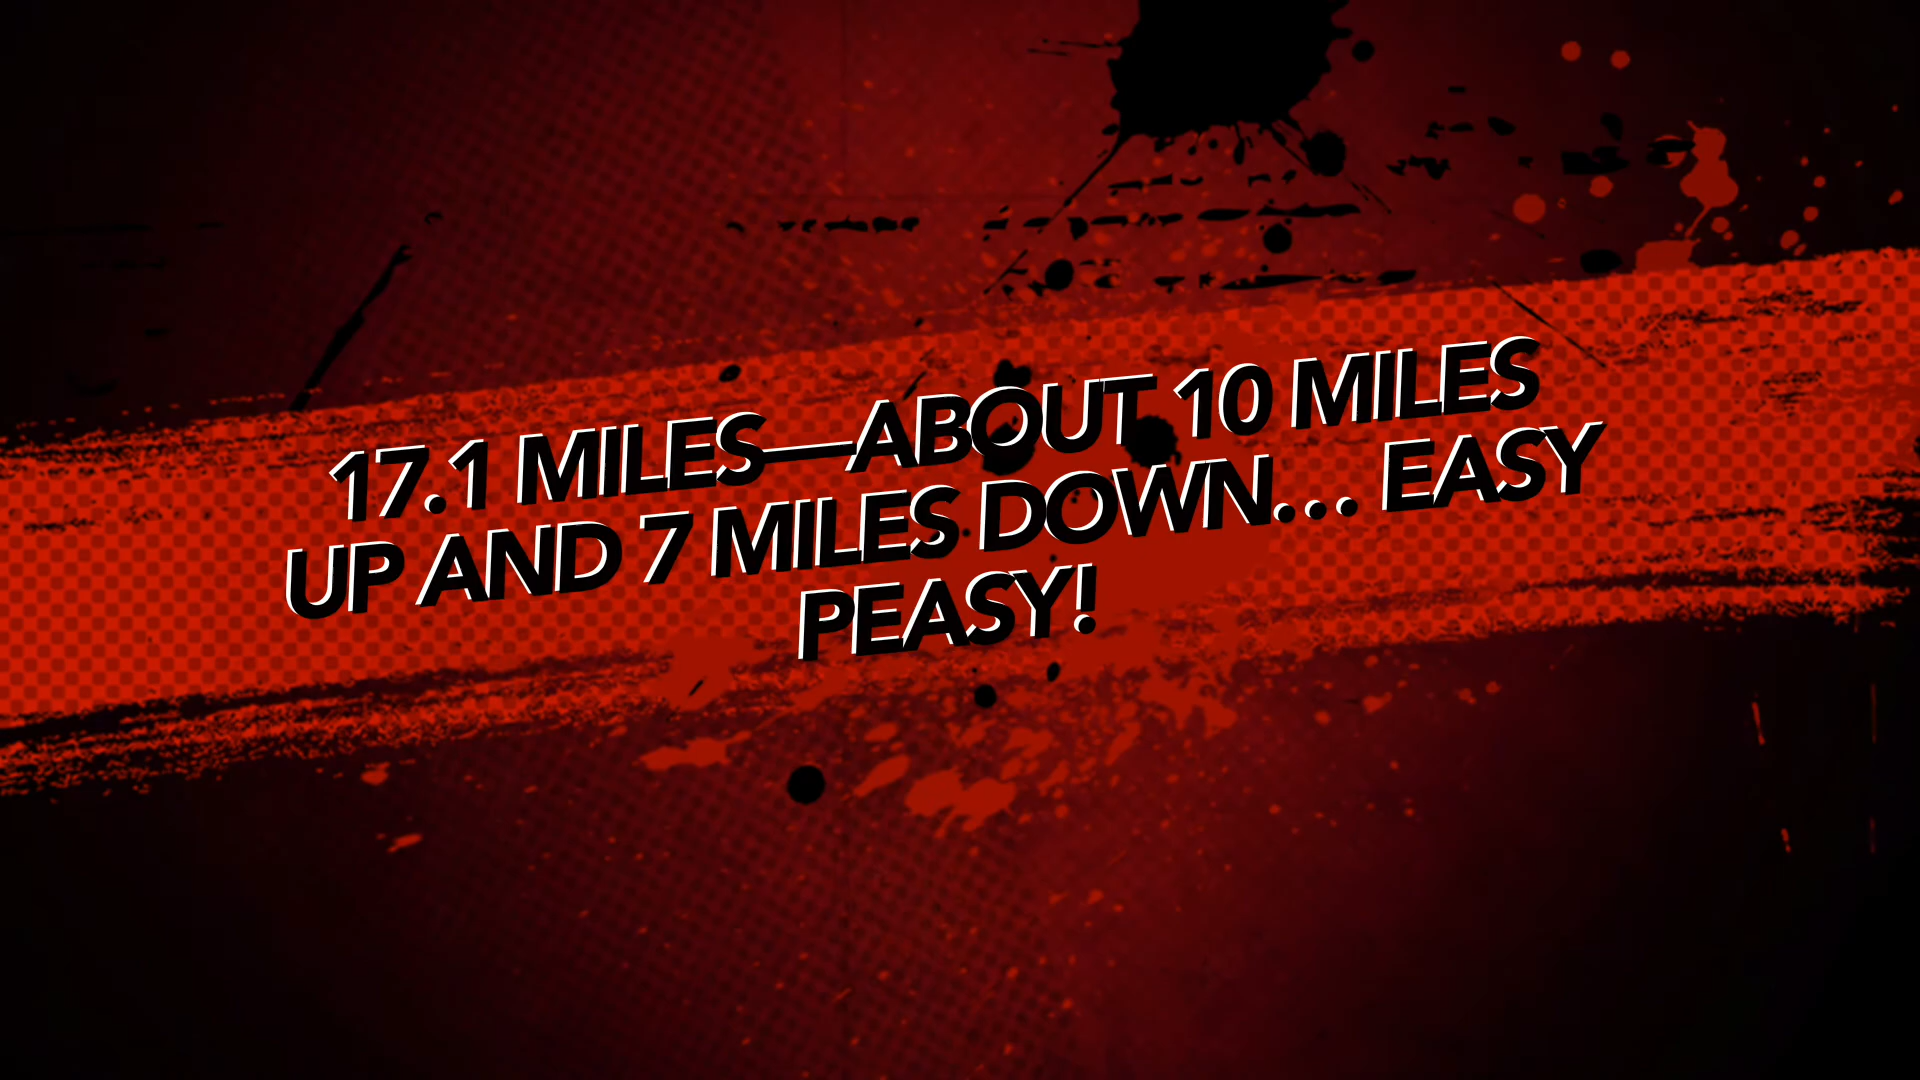 17.1 MILES—ABOUT 10 MILES
UP AND 7 MILES DOWN... EASY
PEASY!